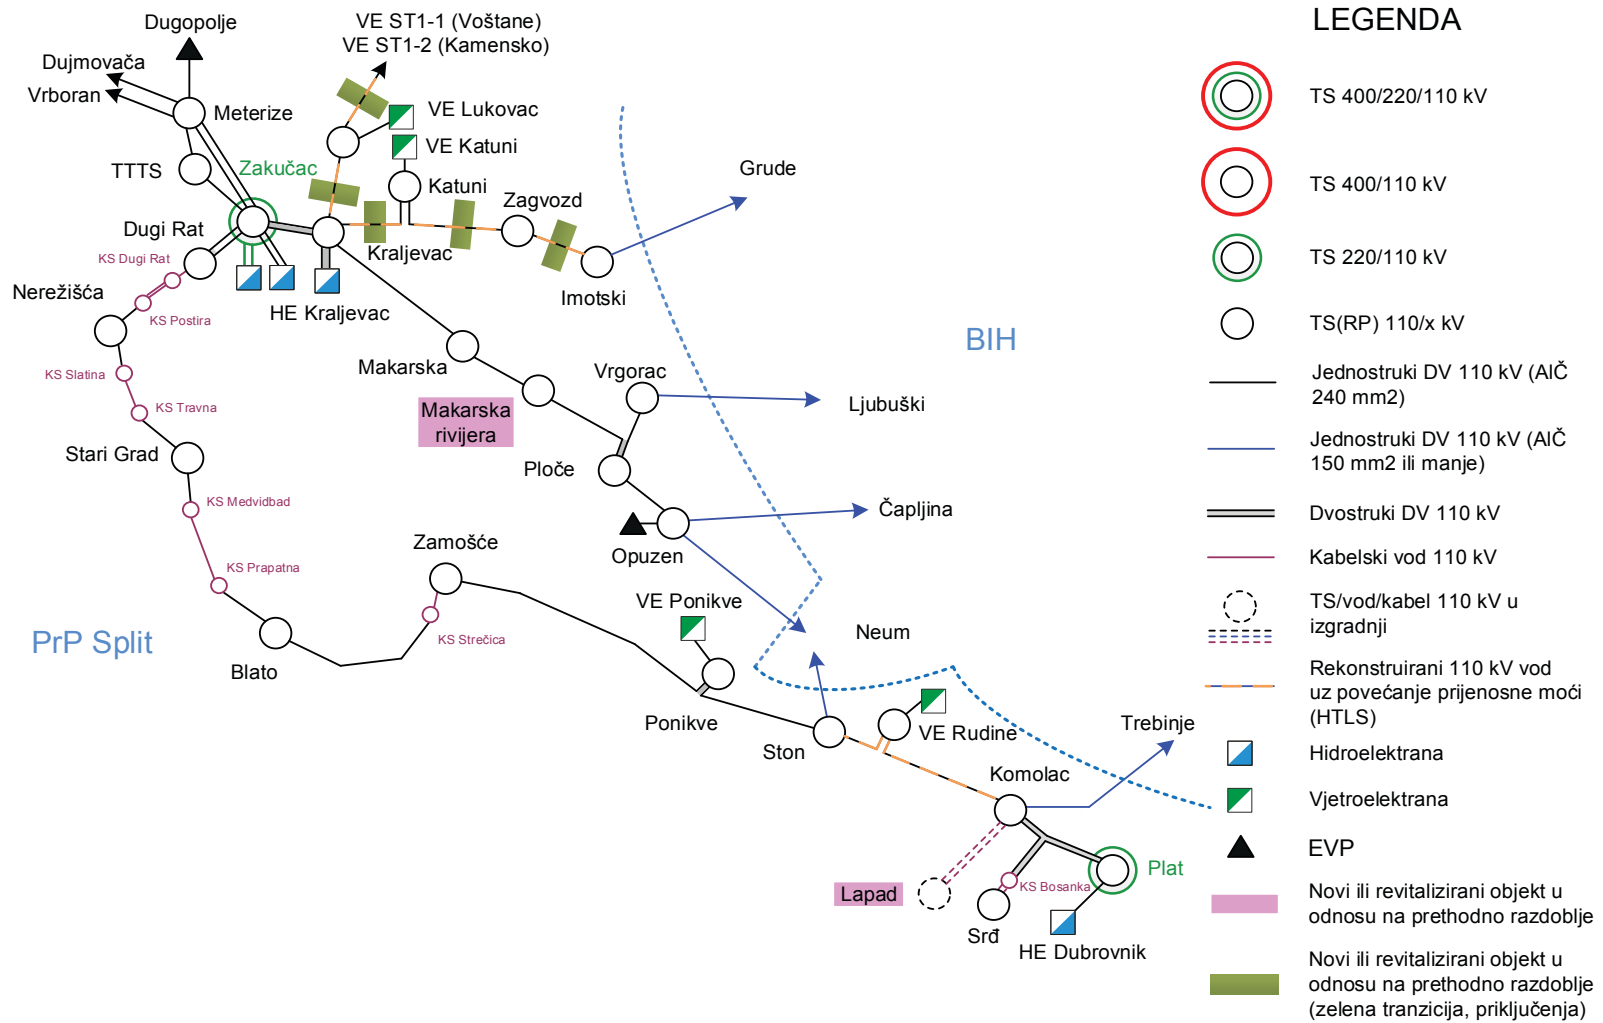 Dugopolje
VE ST1-1 (Voštane)
VE ST1-2 (Kamensko)
Dujmovača
Vrboran
Meterize
VE Lukovac
VE Katuni
TTTS
Zakučac
Katuni
Zagvozd
Grude
Dugi Rat
KS Dugi Rat
Kraljevac
Nerežišća
Imotski
HE Kraljevac
KS Postira
BIH
Makarska
KS Slatina
Vrgorac
KS Travna
Makarska
rivijera
Ljubuški
Stari Grad
Ploče
KS Medvidbad
Čapljina
Zamošće
Opuzen
KS Prapatna
VE Ponikve
Neum
PrP Split
KS Strečica
Blato
Ponikve
Ston
VE Rudine
Trebinje
Komolac
Plat
KS Bosanka
Lapad
Srđ
HE Dubrovnik
LEGENDA
TS 400/220/110 kV
TS 400/110 kV
TS 220/110 kV
TS(RP) 110/x kV
Jednostruki DV 110 kV (AlČ
240 mm2)
Jednostruki DV 110 kV (AlČ
150 mm2 ili manje)
Dvostruki DV 110 kV
Kabelski vod 110 kV
TS/vod/kabel 110 kV u
izgradnji
Rekonstruirani 110 kV vod
uz povećanje prijenosne moći
(HTLS)
Hidroelektrana
Vjetroelektrana
EVP
Novi ili revitalizirani objekt u
odnosu na prethodno razdoblje
Novi ili revitalizirani objekt u
odnosu na prethodno razdoblje
(zelena tranzicija, priključenja)